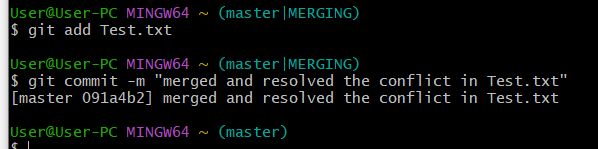 User@User-PC MINGW64 ~ (master|MERGING)
$ git add Test.txt
User@User-PC MINGW64 ~ (master|MERGING)
$ git commit -m "merged and resolved the conflict in Test.txt"
[master 091a4b2] merged and resolved the conflict in Test.txt
User@User-PC MINGW64 ~ (master)
$